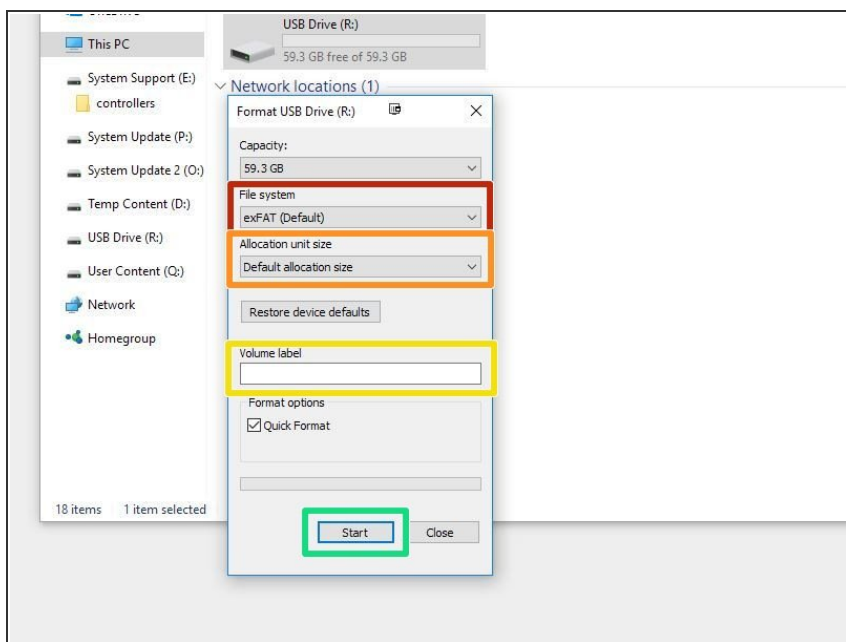 USB Drive (R:)
59.3 GB free of 59.3 GB
This PC
System Support (E:)
controllers
System Update (P:)
System Update 2 (O:)
Temp Content (D:)
USB Drive (R:)
User Content (Q:)
Network
Homegroup
18 items 1 item selected
Network locations (1)
Format USB Drive (R:)
Capacity:
59.3 GB
File system
exFAT (Default)
Allocation unit size
Default allocation size
Restore device defaults
Volume label
Format options
Quick Format
Start Close